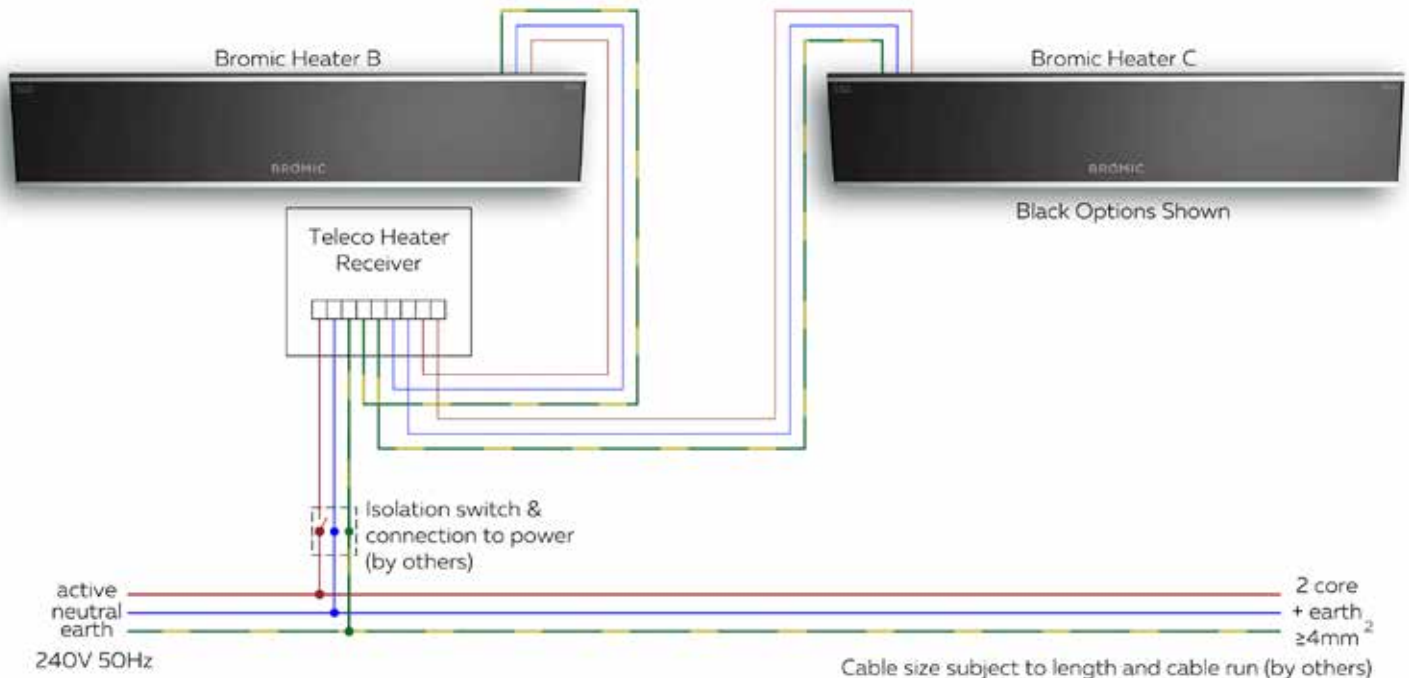 Bromic Heater B
Bromic Heater C
BROMIC
BROMIC
Black Options Shown
Teleco Heater
Receiver
Isolation switch &
connection to power
(by others)
active
neutral
earth
240V 50Hz
2 core
+ earth
≥4mm²
Cable size subject to length and cable run (by others)